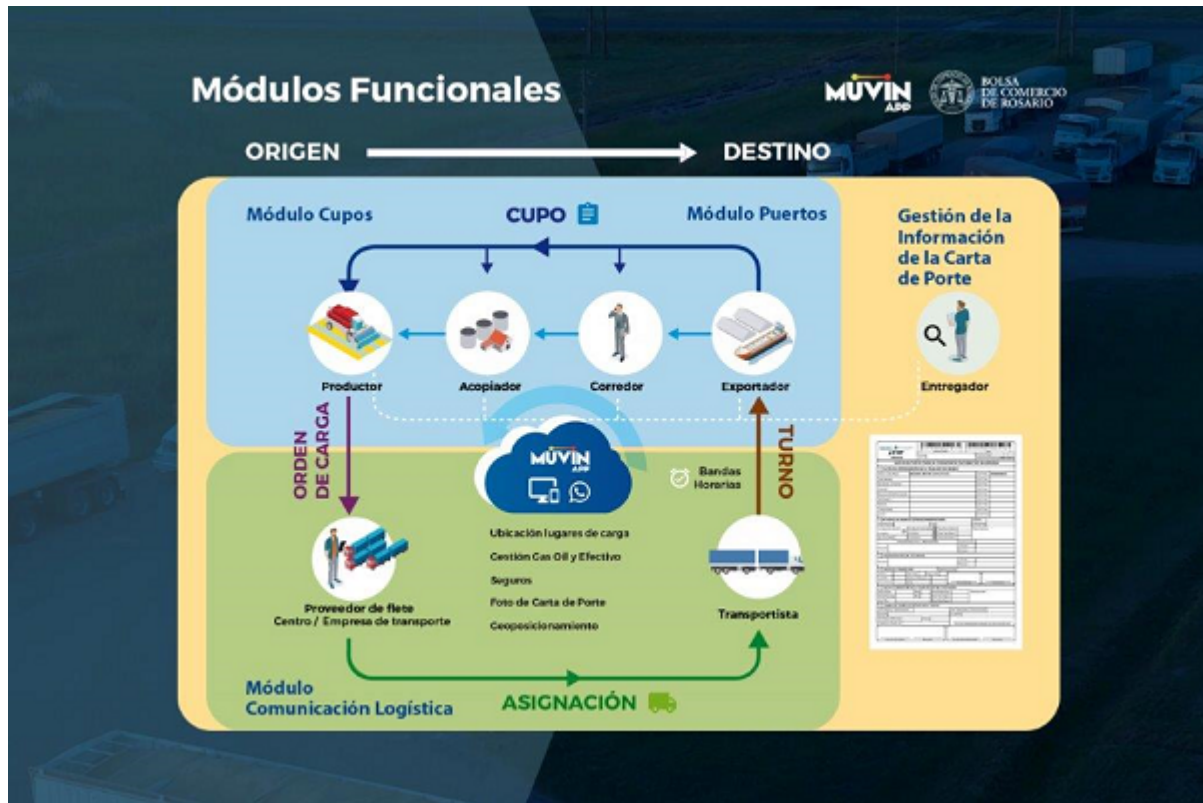 Módulos Funcionales
MUVIN
APP
BOLSA
DE COMERCIO
DE ROSARIO
ORIGEN
DESTINO
Módulo Cupos
CUPO
Módulo Puertos
Gestión de la
Información
de la Carta
de Porte
Productor
Acopiador
Corredor
Exportador
Entregador
ORDEN
DE CARGA
MUVIN
APP
Bandas
Horarias
TURNO
Ubicación lugares de carga
Gestión Gas Oil y Efectivo
Seguros
Foto de Carta de Porte
Geoposicionamiento
Proveedor de flete
Centro / Empresa de transporte
Transportista
Módulo
Comunicación Logística
ASIGNACIÓN